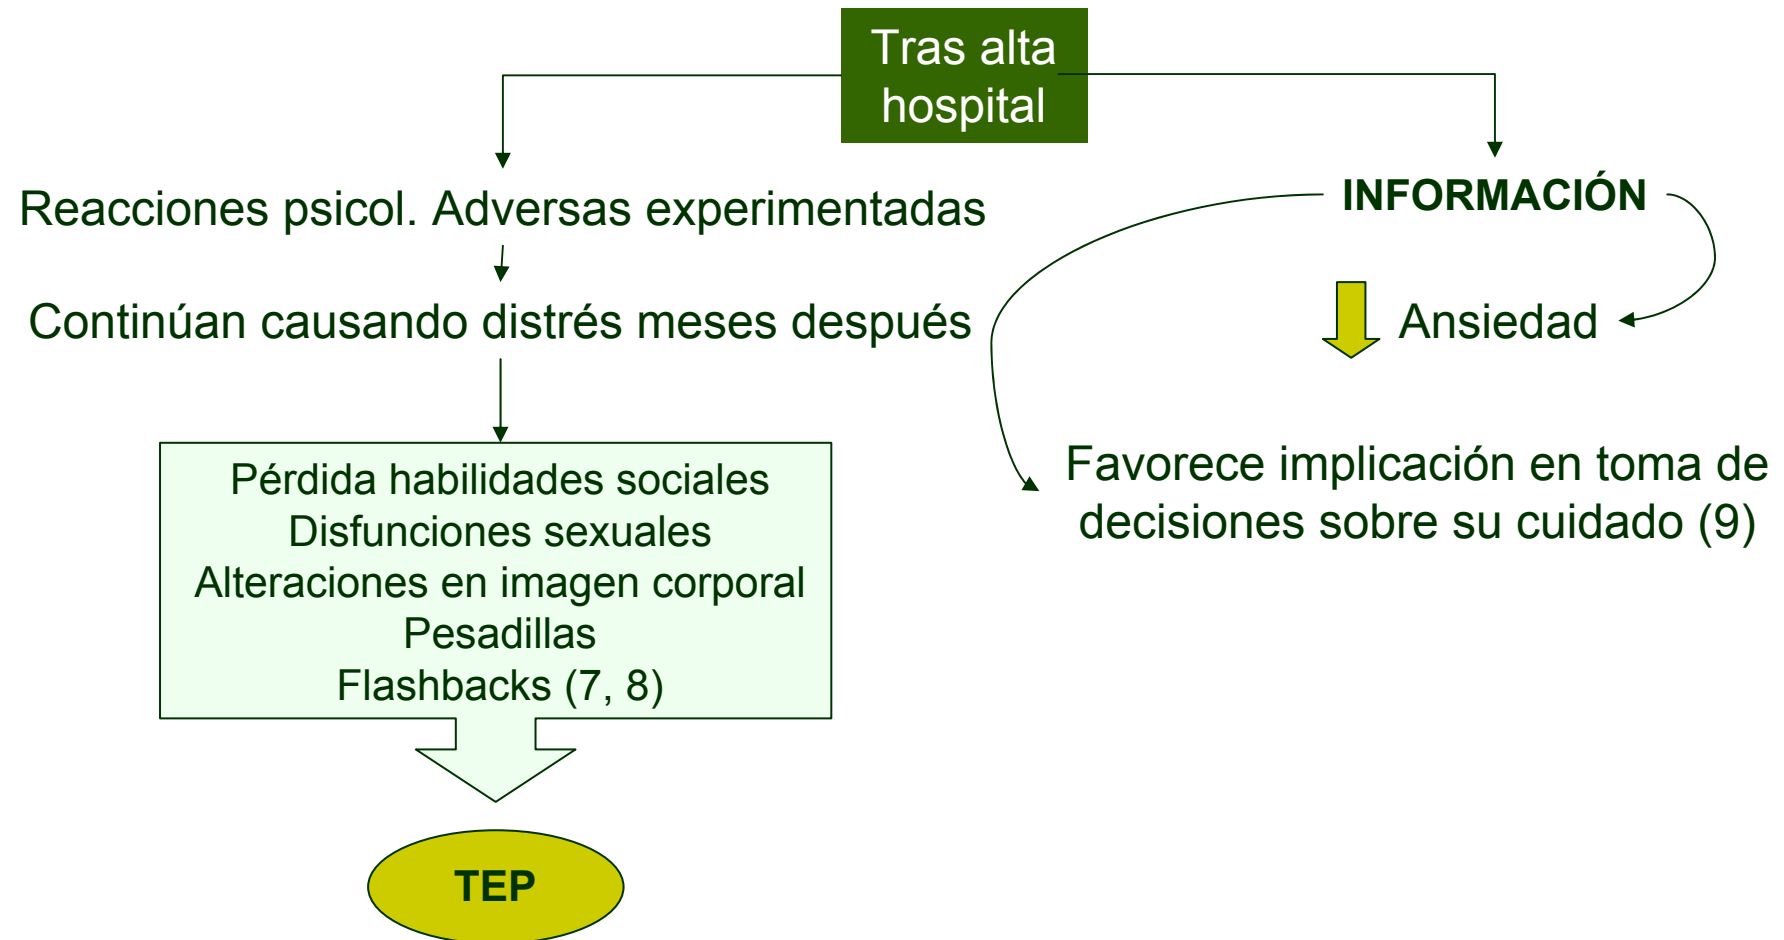 Tras alta
hospital
Reacciones psicol. Adversas experimentadas
Continúan causando distrés meses después
Pérdida habilidades sociales
Disfunciones sexuales
Alteraciones en imagen corporal
Pesadillas
Flashbacks (7, 8)
TEP
INFORMACIÓN
Ansiedad
Favorece implicación en toma de
decisiones sobre su cuidado (9)